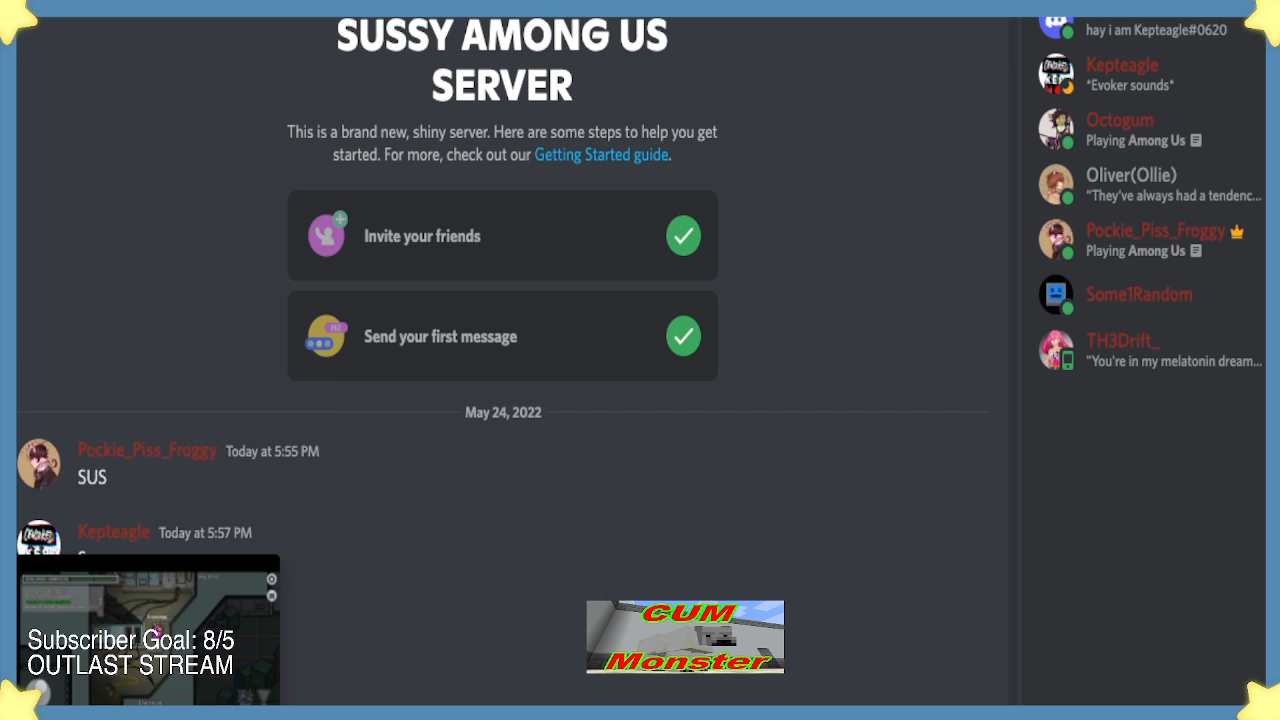 SUSSY AMONG US
SERVER
This is a brand new, shiny server. Here are some steps to help you get
started. For more, check out our Getting Started guide.
Invite your friends
Send your first message
May 24, 2022
Pockie_Piss_Froggy Today at 5:55 PM
SUS
Kepteagle Today at 5:57 PM
Subscriber Goal: 8/5
OUTLAST STREAM
CUM
Monster
hay i am Kepteagle#0620
Kepteagle
*Evoker sounds*
Octogum
Playing Among Us
Oliver(Ollie)
"They've always had a tendenc...
Pockie_Piss_Froggy
Playing Among Us
Some1Random
TH3Drift_
"You're in my melatonin dream...